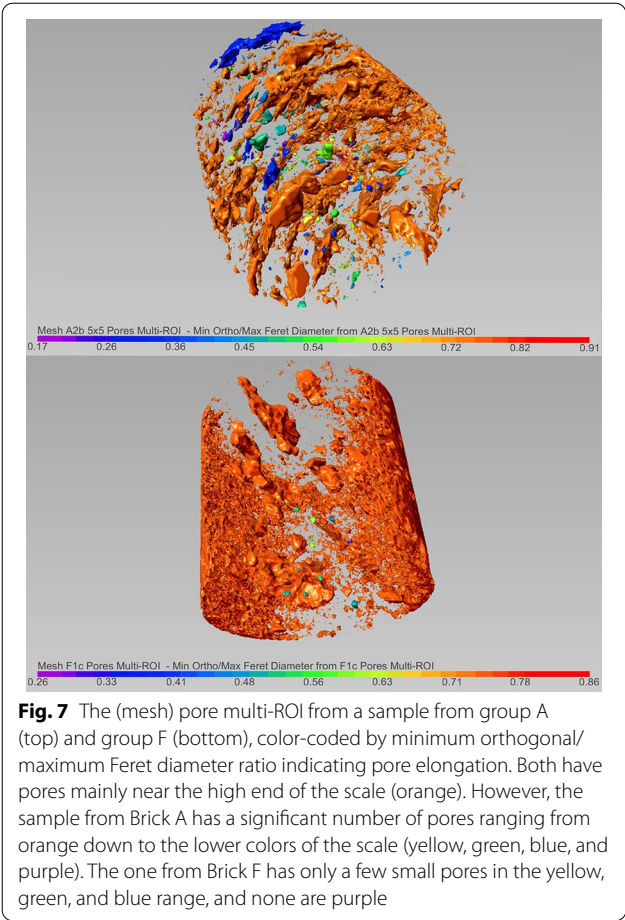 Mesh A2b 5x5 Pores Multi-ROI - Min Ortho/Max Feret Diameter from A2b 5x5 Pores Multi-ROI
0.17 0.26 0.36 0.45 0.54 0.63 0.72 0.82 0.91
Mesh F1c Pores Multi-ROI - Min Ortho/Max Feret Diameter from F1c Pores Multi-ROI
0.26 0.33 0.41 0.48 0.56 0.63 0.71 0.78 0.86
Fig. 7 The (mesh) pore multi-ROI from a sample from group A
(top) and group F (bottom), color-coded by minimum orthogonal/
maximum Feret diameter ratio indicating pore elongation. Both have
pores mainly near the high end of the scale (orange). However, the
sample from Brick A has a significant number of pores ranging from
orange down to the lower colors of the scale (yellow, green, blue, and
purple). The one from Brick F has only a few small pores in the yellow,
green, and blue range, and none are purple